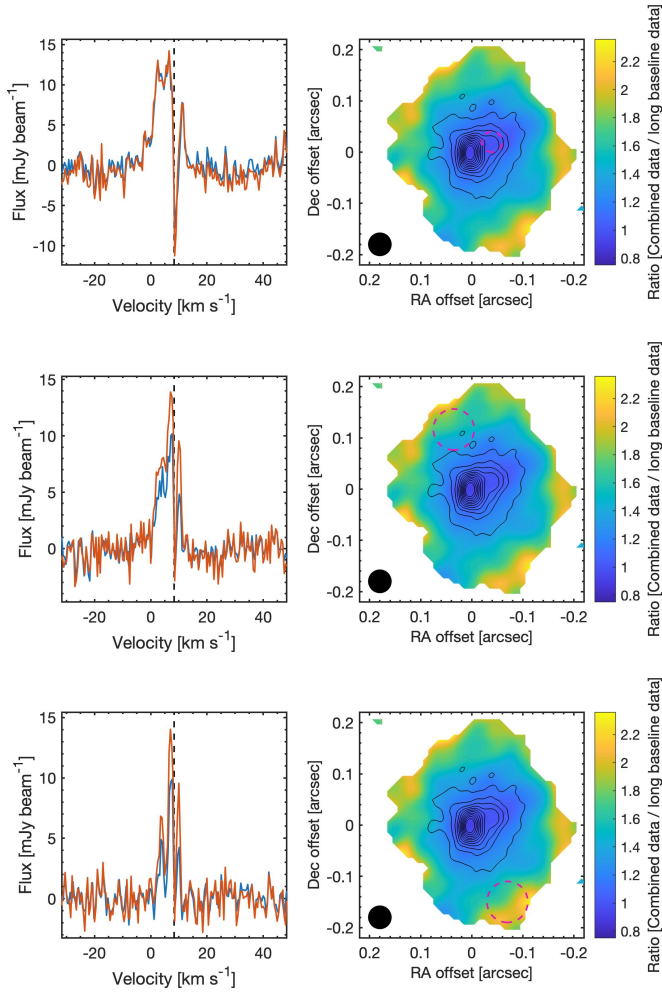 15
10
5
0
-5
-10
Flux [mJy beam⁻¹]
-20 0 20 40
Velocity [km s⁻¹]
0.2
0.1
0
-0.1
-0.2
Dec offset [arcsec]
0.2 0.1 0 -0.1 -0.2
RA offset [arcsec]
2.2
2
1.8
1.6
1.4
1.2
1
0.8
Ratio [Combined data / long baseline data]
15
10
5
0
Flux [mJy beam⁻¹]
-20 0 20 40
Velocity [km s⁻¹]
0.2
0.1
0
-0.1
-0.2
Dec offset [arcsec]
0.2 0.1 0 -0.1 -0.2
RA offset [arcsec]
2.2
2
1.8
1.6
1.4
1.2
1
0.8
Ratio [Combined data / long baseline data]
15
10
5
0
Flux [mJy beam⁻¹]
-20 0 20 40
Velocity [km s⁻¹]
0.2
0.1
0
-0.1
-0.2
Dec offset [arcsec]
0.2 0.1 0 -0.1 -0.2
RA offset [arcsec]
2.2
2
1.8
1.6
1.4
1.2
1
0.8
Ratio [Combined data / long baseline data]